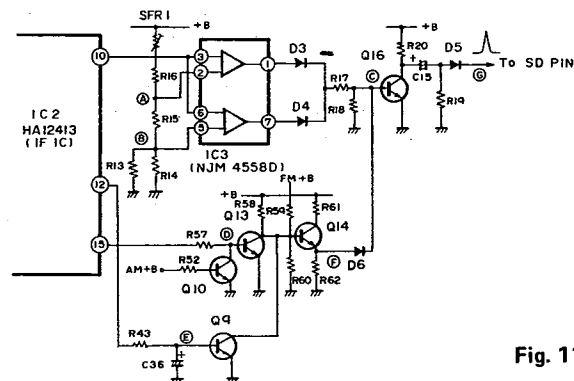 SFR1
+B
+B
10
R16
A
R15
B
R13
R14
IC2
HA12413
(IF IC)
12
15
3
2
6
5
1
7
IC3
(NJM 4558D)
D3
D4
R17
R18
C
Q16
R20
C15
D5
R19
G
To SD PIN
+B
FM+B
R58
R59
R61
Q13
Q14
R57
D
R52
AM+B
Q10
R60
F
R62
D6
Q9
R43
E
C36
Fig. 11